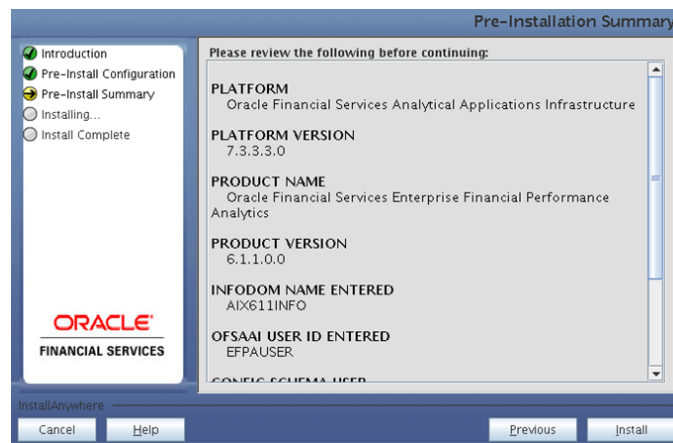 Pre-Installation Summary
Introduction
Pre-Install Configuration
Pre-Install Summary
Installing...
Install Complete
ORACLE
FINANCIAL SERVICES
Please review the following before continuing:
PLATFORM
Oracle Financial Services Analytical Applications Infrastructure
PLATFORM VERSION
7.3.3.3.0
PRODUCT NAME
Oracle Financial Services Enterprise Financial Performance
Analytics
PRODUCT VERSION
6.1.1.0.0
INFODOM NAME ENTERED
AIX611INFO
OFSAAI USER ID ENTERED
EFPAUSER
CONFIG SCHEMA USER
InstallAnywhere
Cancel
Help
Previous
Install